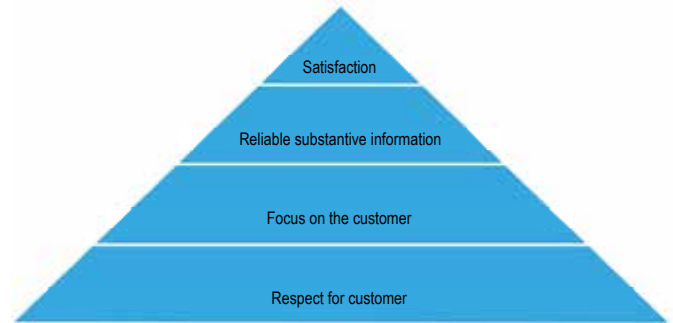 Satisfaction
Reliable substantive information
Focus on the customer
Respect for customer